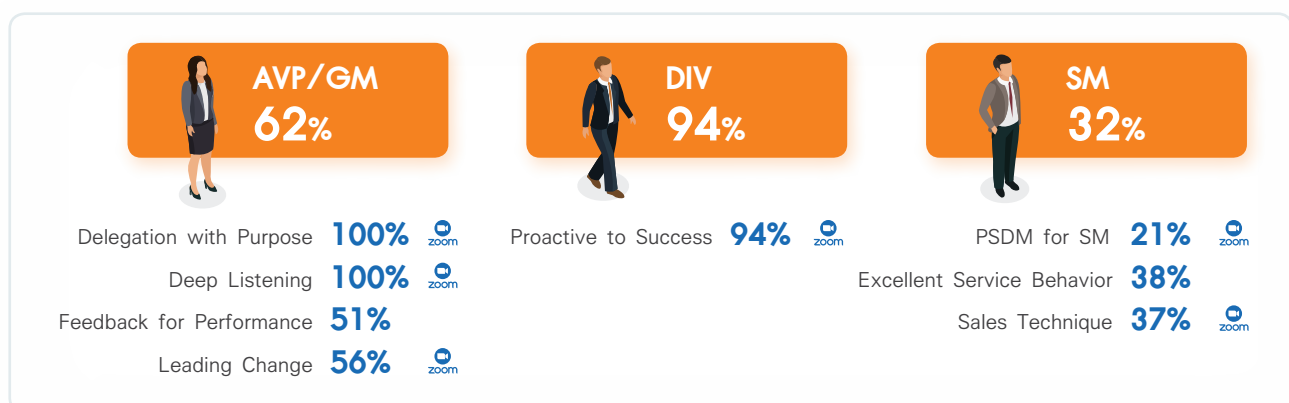 AVP/GM
62%
Delegation with Purpose 100% zoom
Deep Listening 100% zoom
Feedback for Performance 51%
Leading Change 56% zoom
DIV
94%
Proactive to Success 94% zoom
SM
32%
PSDM for SM 21% zoom
Excellent Service Behavior 38%
Sales Technique 37% zoom